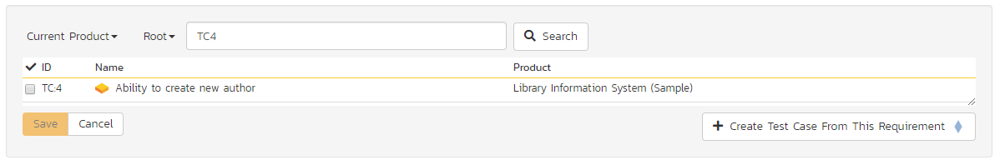 Current Product Root TC4 Search
ID Name Product
TC:4 Ability to create new author Library Information System (Sample)
Save Cancel Create Test Case From This Requirement